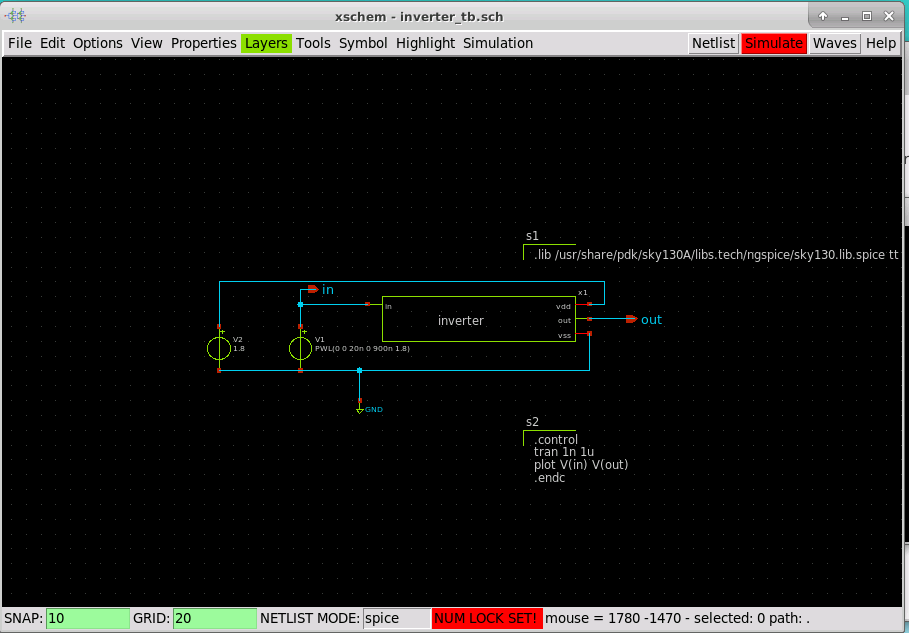 xschem - inverter_tb.sch
File Edit Options View Properties Layers Tools Symbol Highlight Simulation Netlist Simulate Waves Help
s1
.lib /usr/share/pdk/sky130A/libs.tech/ngspice/sky130.lib.spice tt
in
x1
in
vdd
inverter
out
out
vss
V2
1.8
V1
PWL(0 0 20n 0 900n 1.8)
GND
s2
.control
tran 1n 1u
plot V(in) V(out)
.endc
SNAP: 10 GRID: 20 NETLIST MODE: spice NUM LOCK SET! mouse = 1780 -1470 - selected: 0 path: .